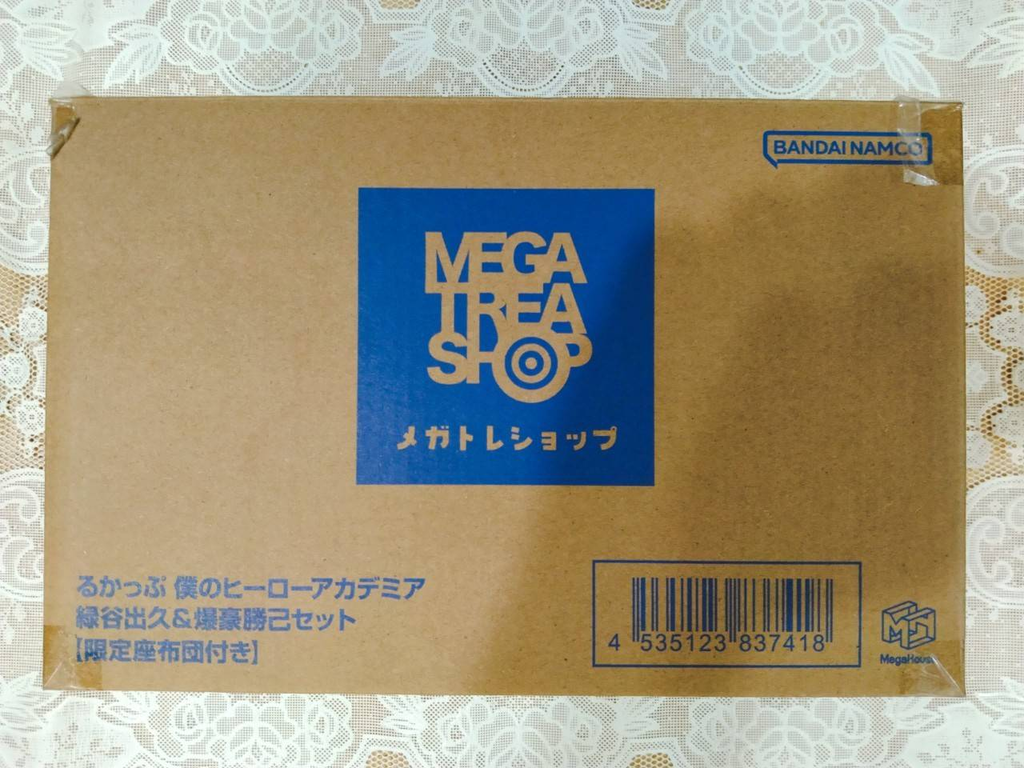 BANDAI NAMCO
MEGA
TREA
SHOP
メガトレショップ
るかっぷ 僕のヒーローアカデミア
緑谷出久&爆豪勝己セット
【限定座布団付き】
4 535123 837418
MegaHouse